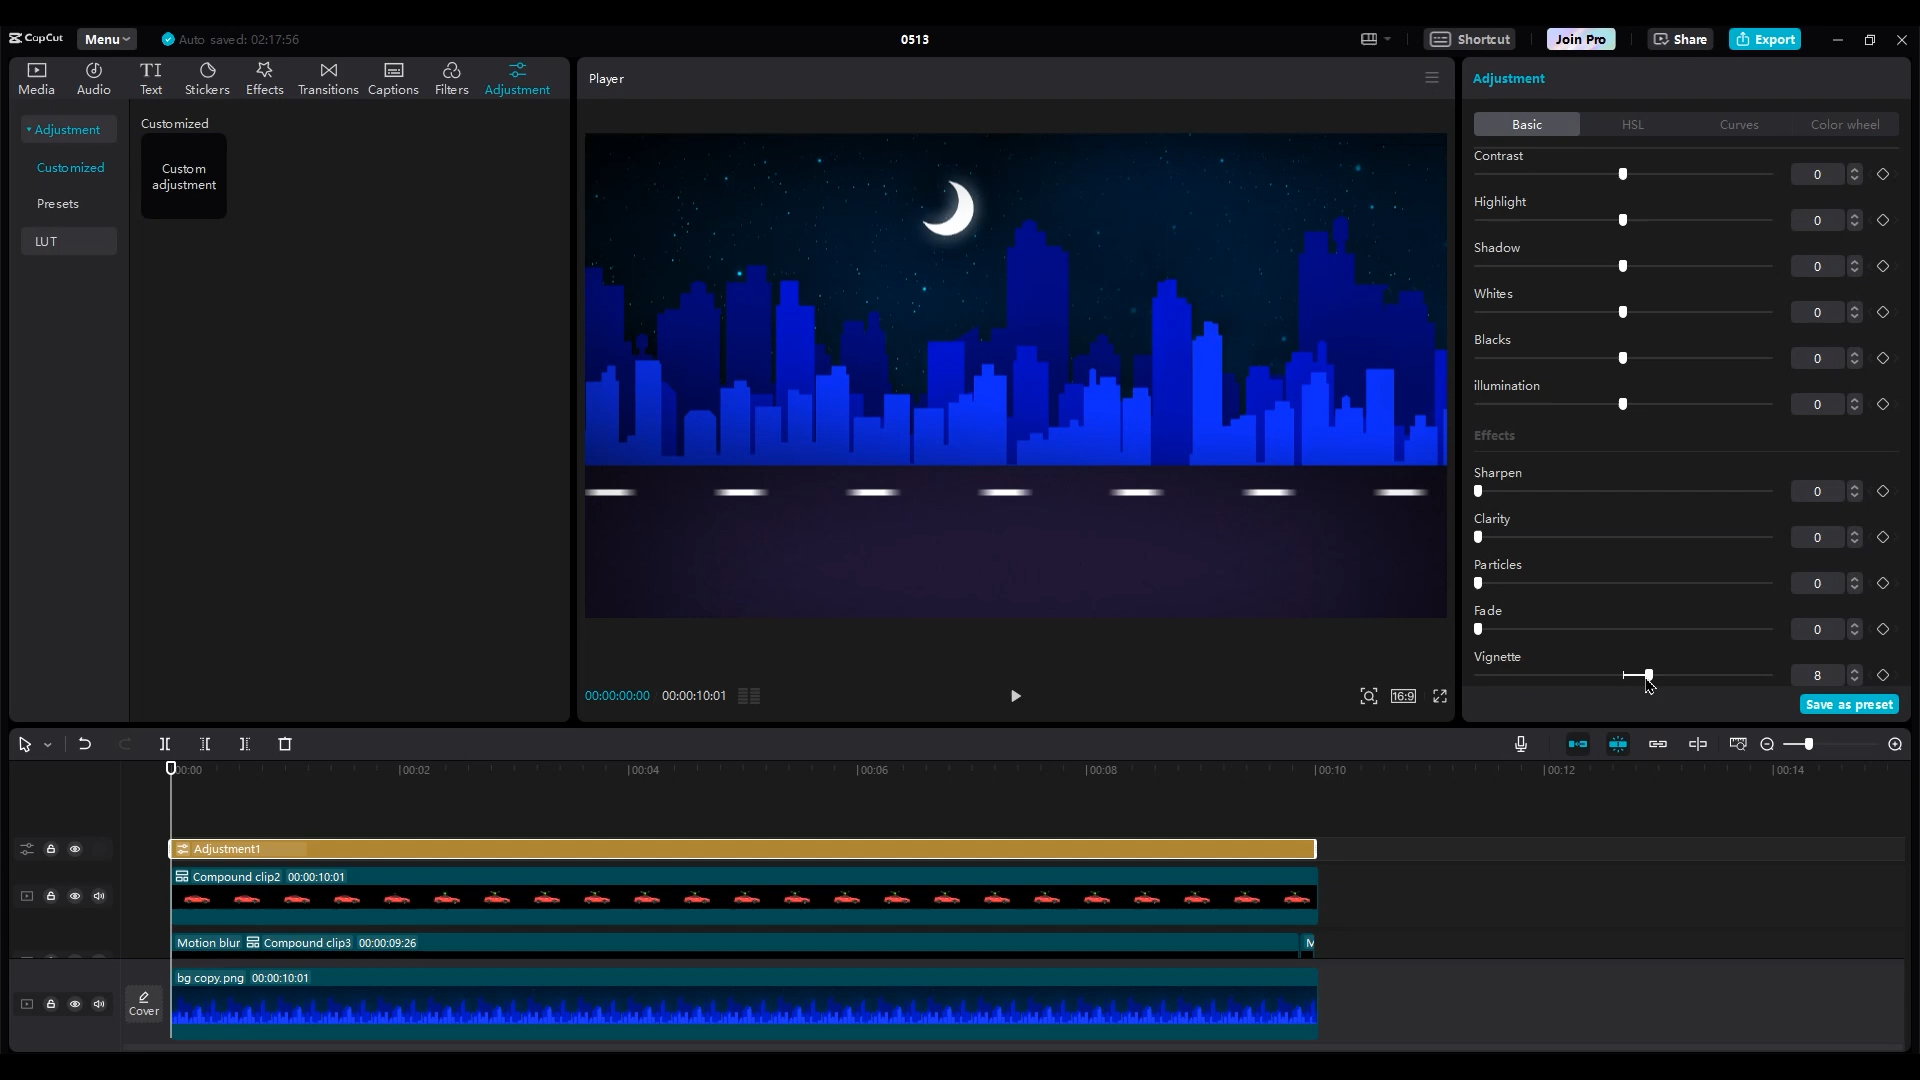 CapCut
Menu
Auto saved: 02:17:56
0513
Shortcut
Join Pro
Share
Export
Media
Audio
Text
Stickers
Effects
Transitions
Captions
Filters
Adjustment
Adjustment
Customized
Presets
LUT
Customized
Custom
adjustment
Player
00:00:00:00
00:00:10:01
16:9
Adjustment
Basic
HSL
Curves
Color wheel
Contrast
0
Highlight
0
Shadow
0
Whites
0
Blacks
0
illumination
0
Effects
Sharpen
0
Clarity
0
Particles
0
Fade
0
Vignette
8
Save as preset
00:00
00:02
00:04
00:06
00:08
00:10
00:12
00:14
Adjustment1
Compound clip2 00:00:10:01
Motion blur Compound clip3 00:00:09:26
M
bg copy.png 00:00:10:01
Cover